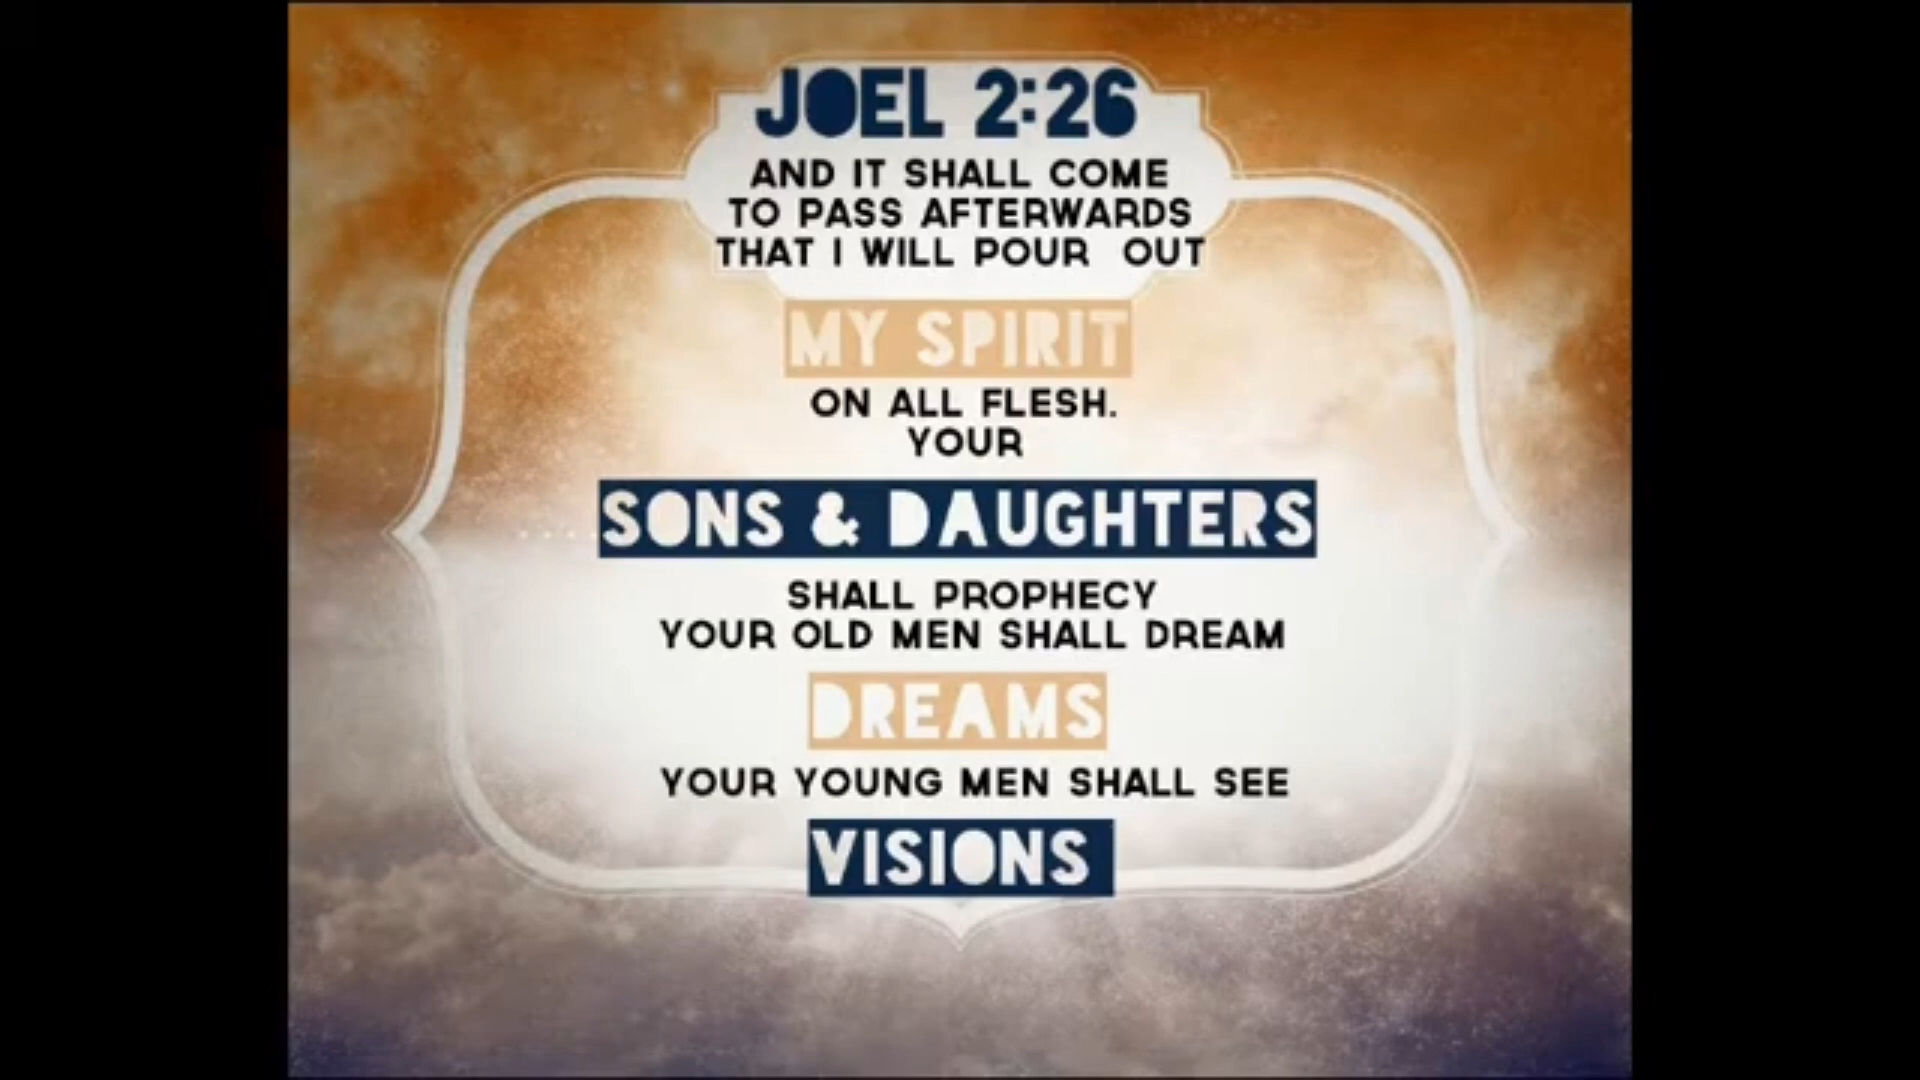 JOEL 2:26
AND IT SHALL COME
TO PASS AFTERWARDS
THAT I WILL POUR OUT
MY SPIRIT
ON ALL FLESH.
YOUR
SONS & DAUGHTERS
SHALL PROPHECY
YOUR OLD MEN SHALL DREAM
DREAMS
YOUR YOUNG MEN SHALL SEE
VISIONS